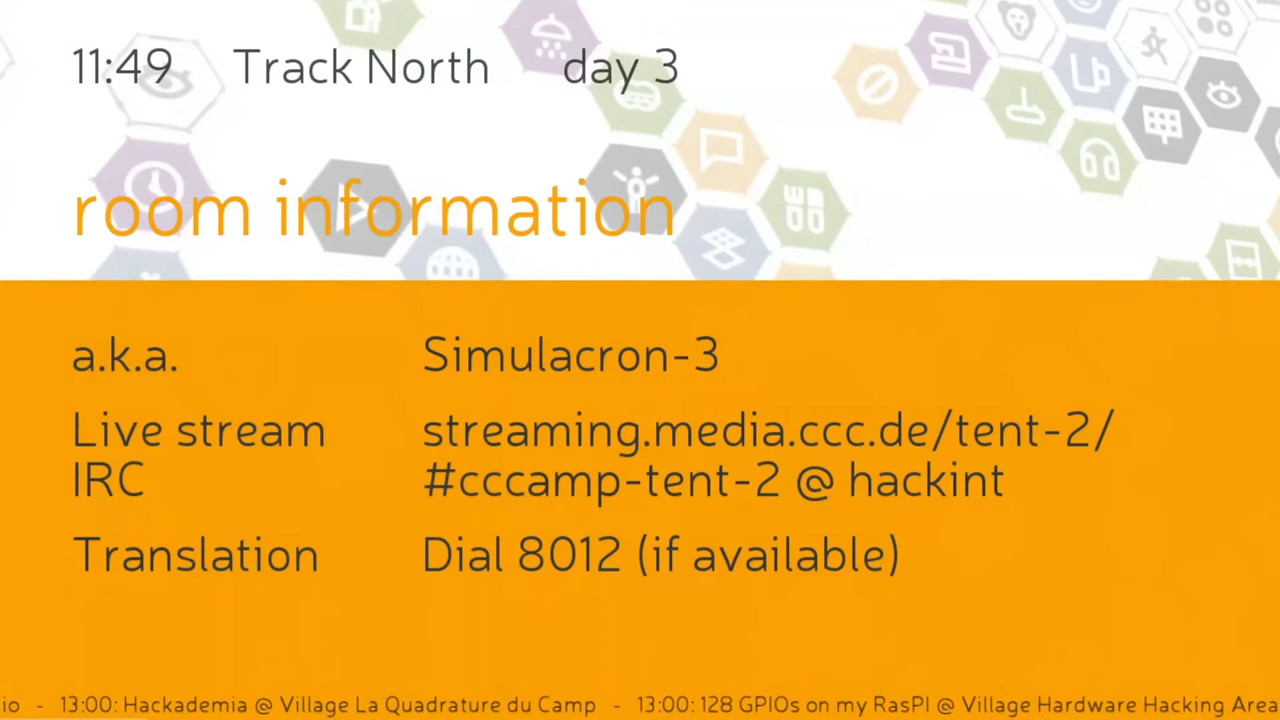 11:49 Track North day 3
room information
a.k.a. Simulacron-3
Live stream streaming.media.ccc.de/tent-2/
IRC #cccamp-tent-2 @ hackint
Translation Dial 8012 (if available)
io - 13:00: Hackademia @ Village La Quadrature du Camp - 13:00: 128 GPIOs on my RasPI @ Village Hardware Hacking Area